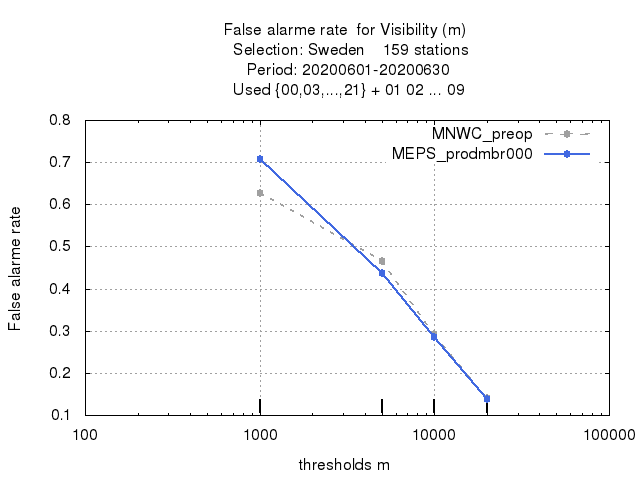 False alarme rate  for Visibility (m)
Selection: Sweden    159 stations
Period: 20200601-20200630
Used {00,03,...,21} + 01 02 ... 09
MNWC_preop
MEPS_prodmbr000
False alarme rate
0.8
0.7
0.6
0.5
0.4
0.3
0.2
0.1
100 1000 10000 100000
thresholds m